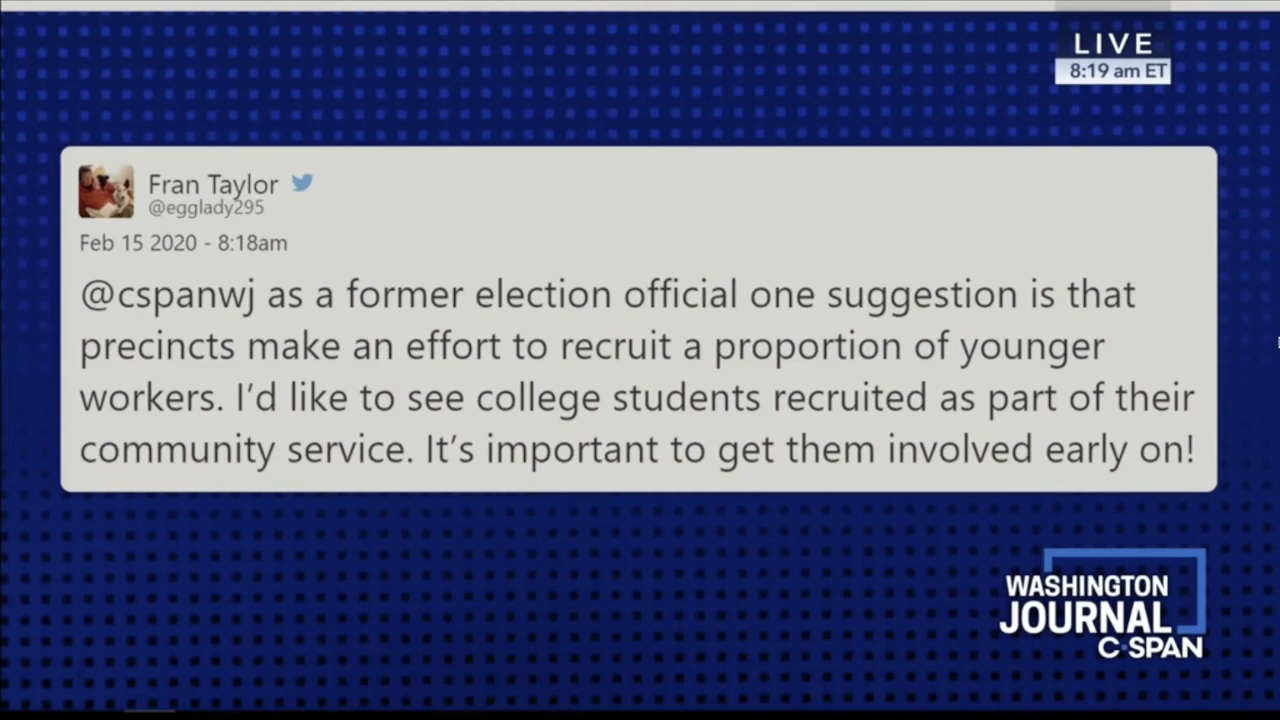 LIVE
8:19 am ET
Fran Taylor
@egglady295
Feb 15 2020 - 8:18am
@cspanwj as a former election official one suggestion is that
precincts make an effort to recruit a proportion of younger
workers. I’d like to see college students recruited as part of their
community service. It’s important to get them involved early on!
WASHINGTON
JOURNAL
C·SPAN